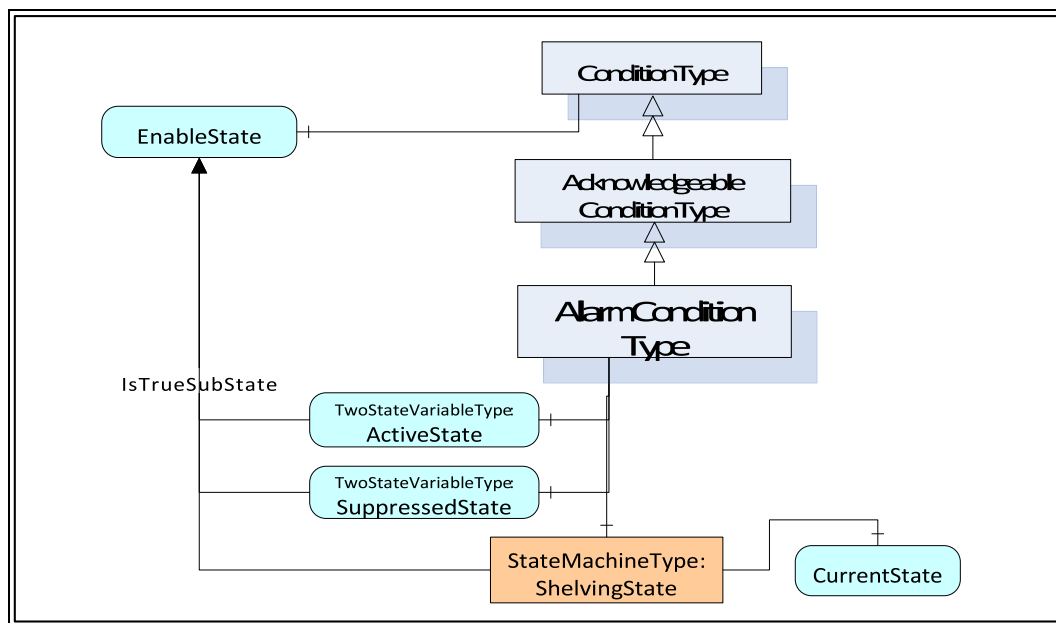 ConditionType
EnableState
Acknowledgeable
ConditionType
AlarmCondition
Type
IsTrueSubState
TwoStateVariableType:
ActiveState
TwoStateVariableType:
SuppressedState
StateMachineType:
ShelvingState
CurrentState